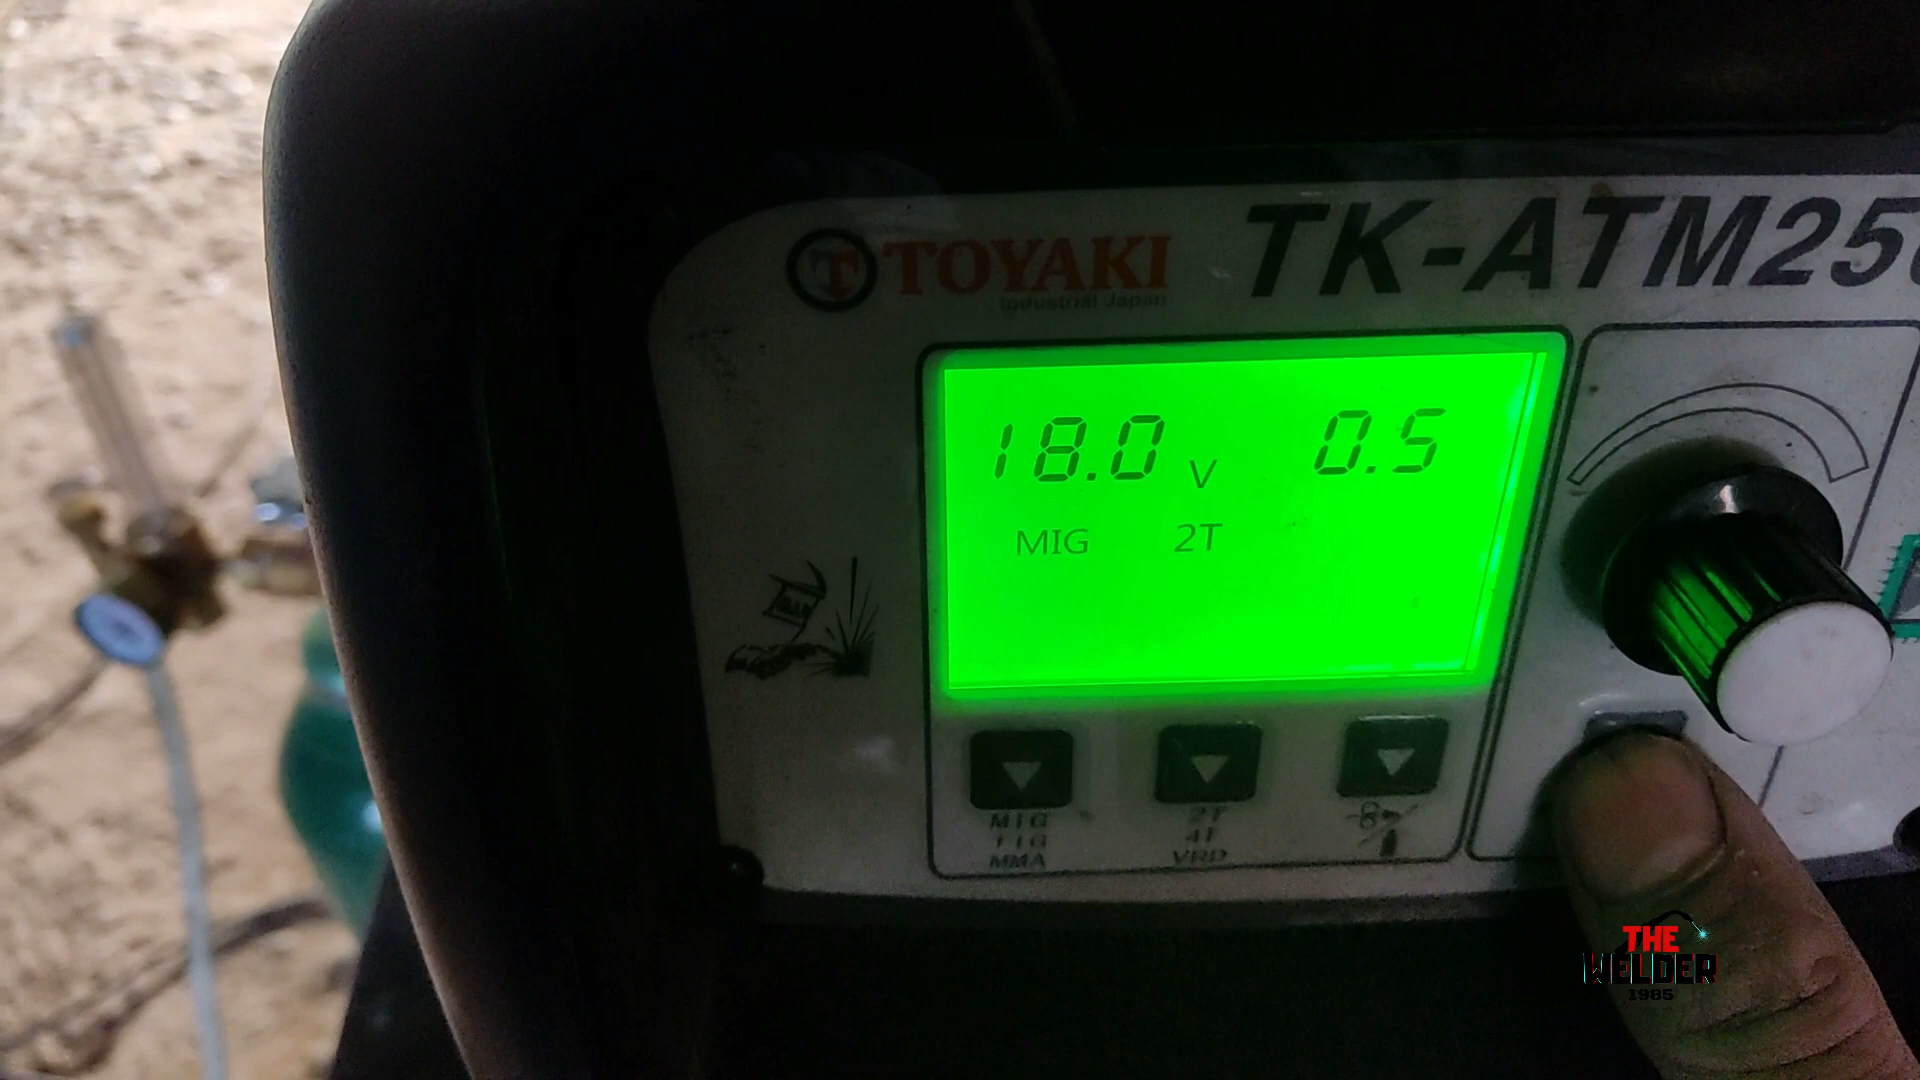 TOYAKI
Industrial Japan
TK-ATM25
18.0 V 0.5
MIG 2T
MIG
TIG
MMA
2T
4T
VRD
THE
WELDER
1985